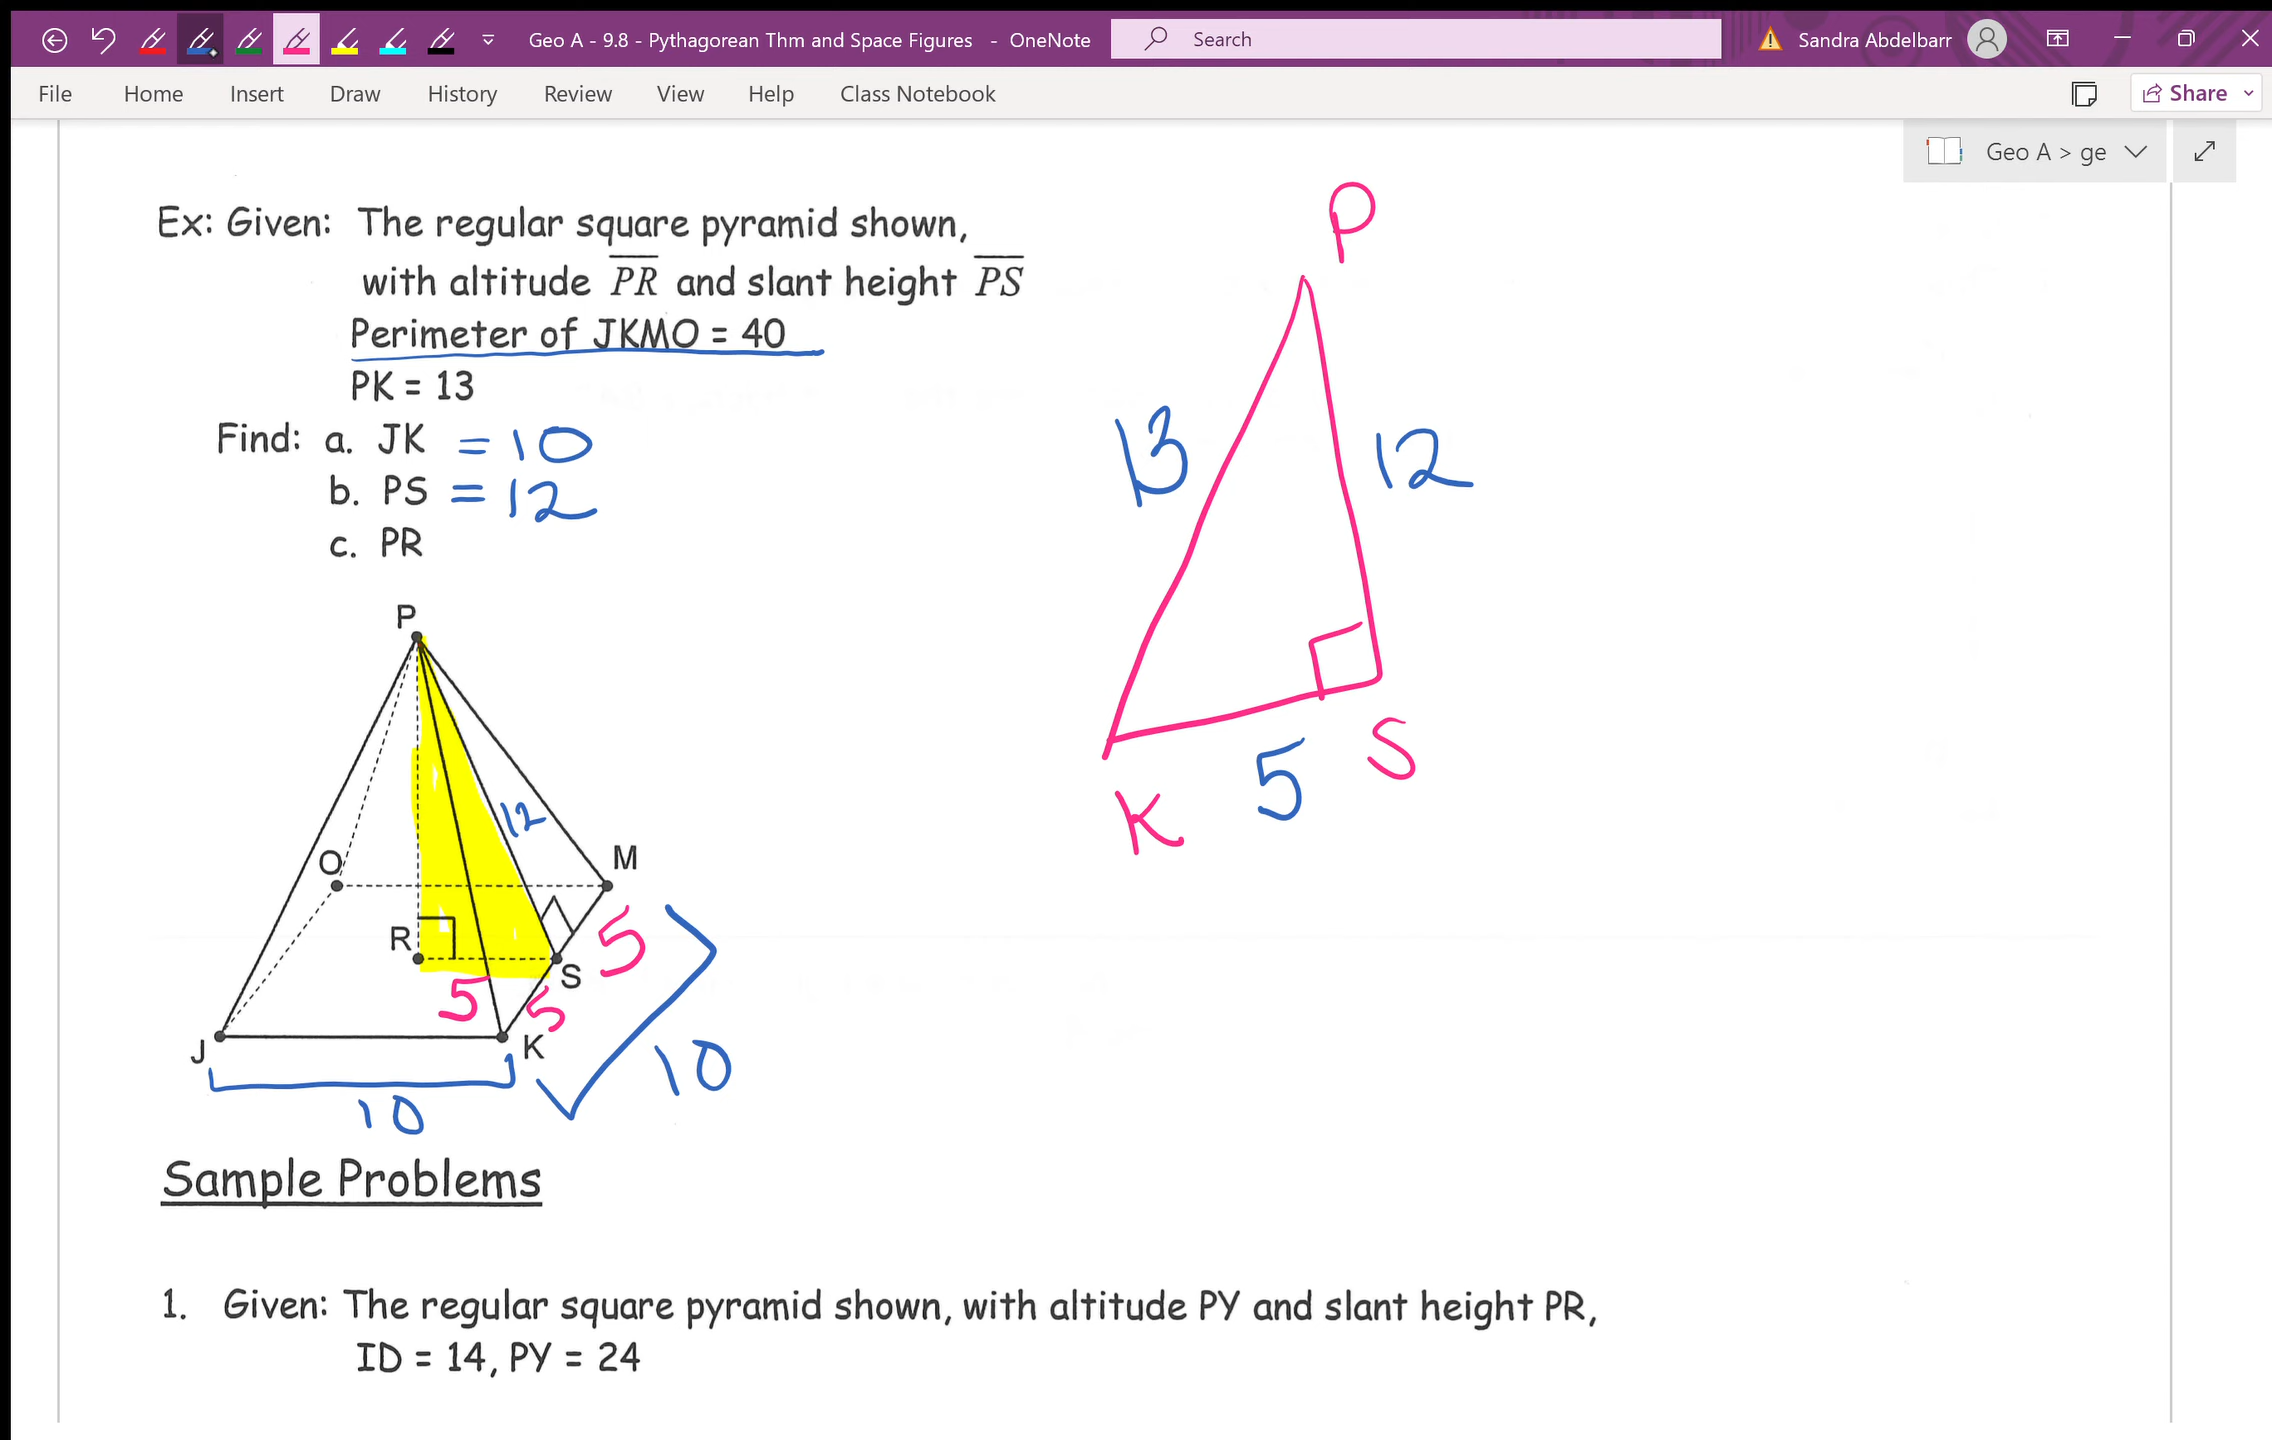 Geo A - 9.8 - Pythagorean Thm and Space Figures - OneNote
Search
Sandra Abdelbarr
File Home Insert Draw History Review View Help Class Notebook
Share
Geo A > ge
Ex: Given: The regular square pyramid shown,
with altitude PR and slant height PS
Perimeter of JKMO = 40
PK = 13
Find: a. JK = 10
b. PS = 12
c. PR
P
13
12
5
S
K
P
12
O
M
R
5
S
5
5
J
K
10
10
Sample Problems
1. Given: The regular square pyramid shown, with altitude PY and slant height PR,
ID = 14, PY = 24